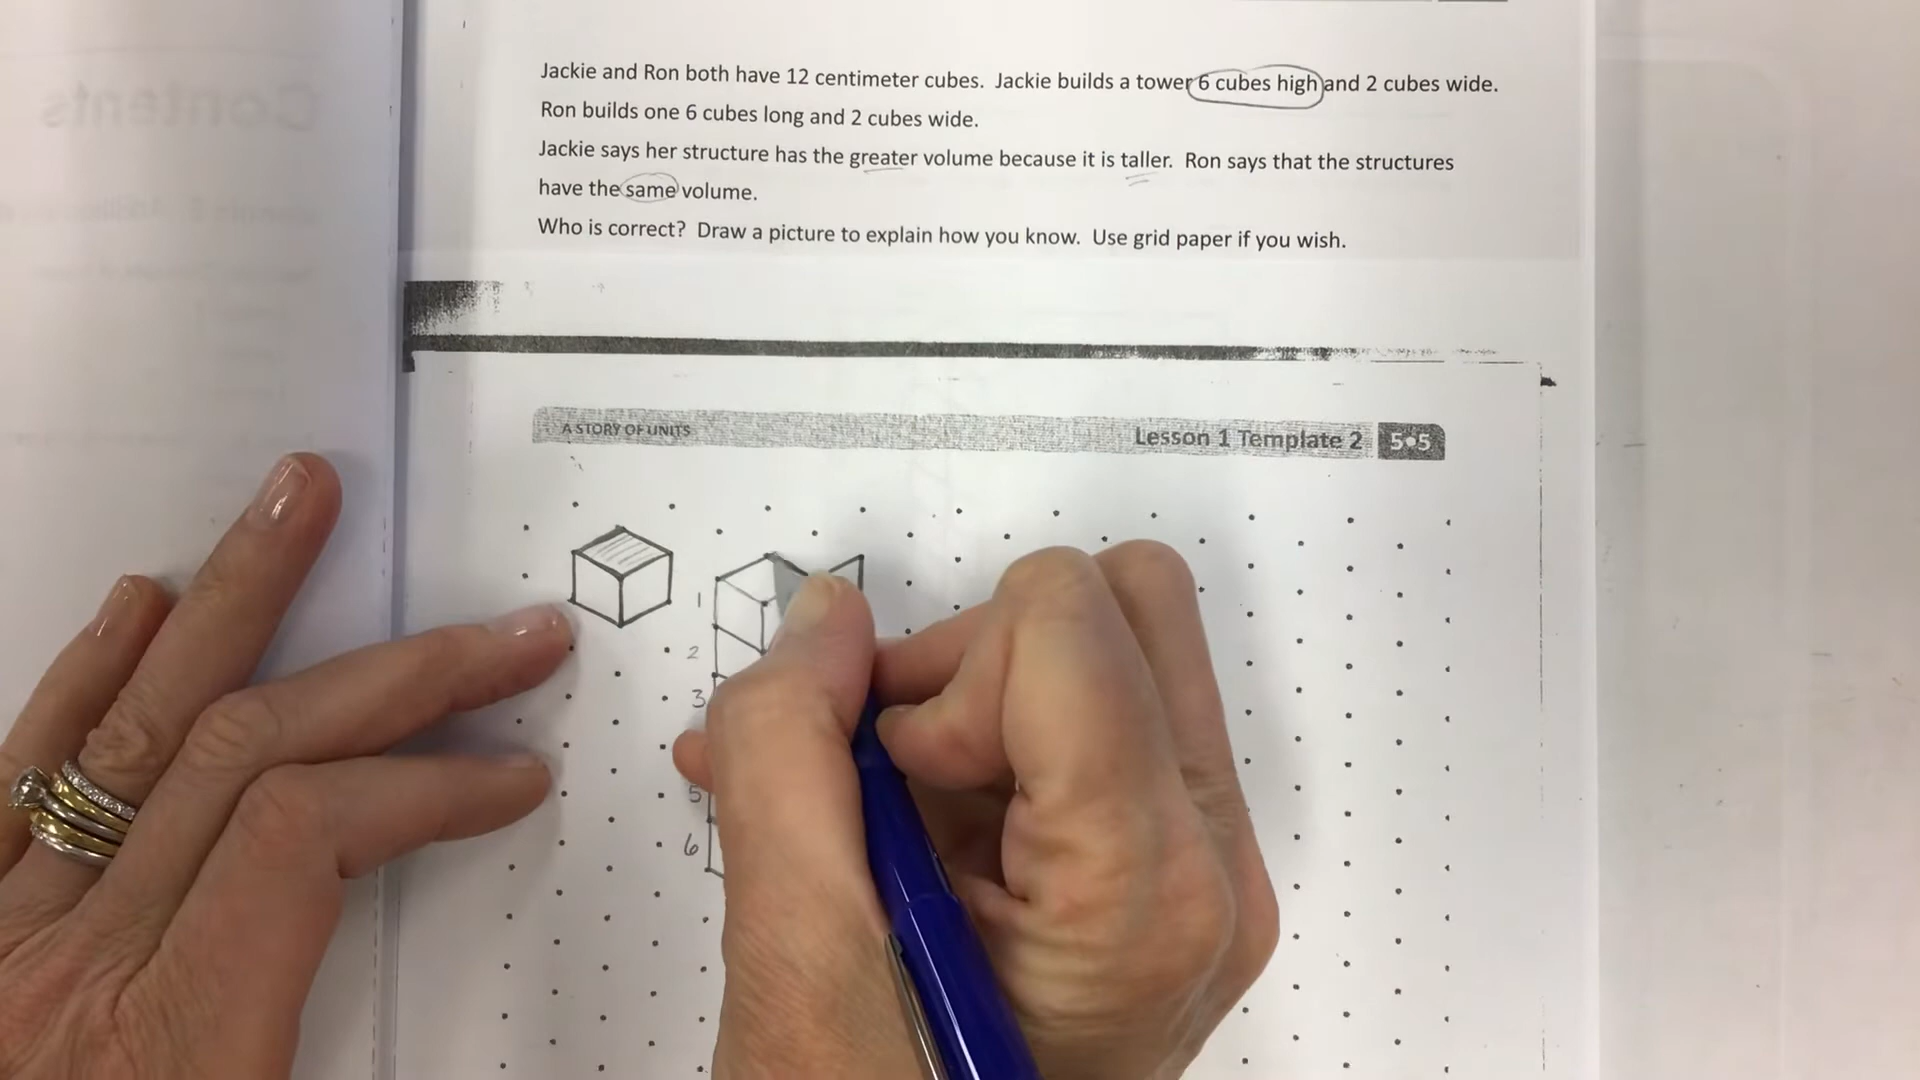 Jackie and Ron both have 12 centimeter cubes. Jackie builds a tower 6 cubes high and 2 cubes wide.
Ron builds one 6 cubes long and 2 cubes wide.
Jackie says her structure has the greater volume because it is taller. Ron says that the structures
have the same volume.
Who is correct? Draw a picture to explain how you know. Use grid paper if you wish.
A STORY OF UNITS
Lesson 1 Template 2 5•5
1
2
3
5
6
Contents